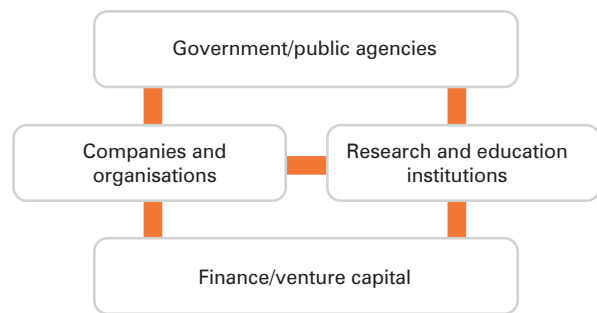 Government/public agencies
Companies and
organisations
Research and education
institutions
Finance/venture capital